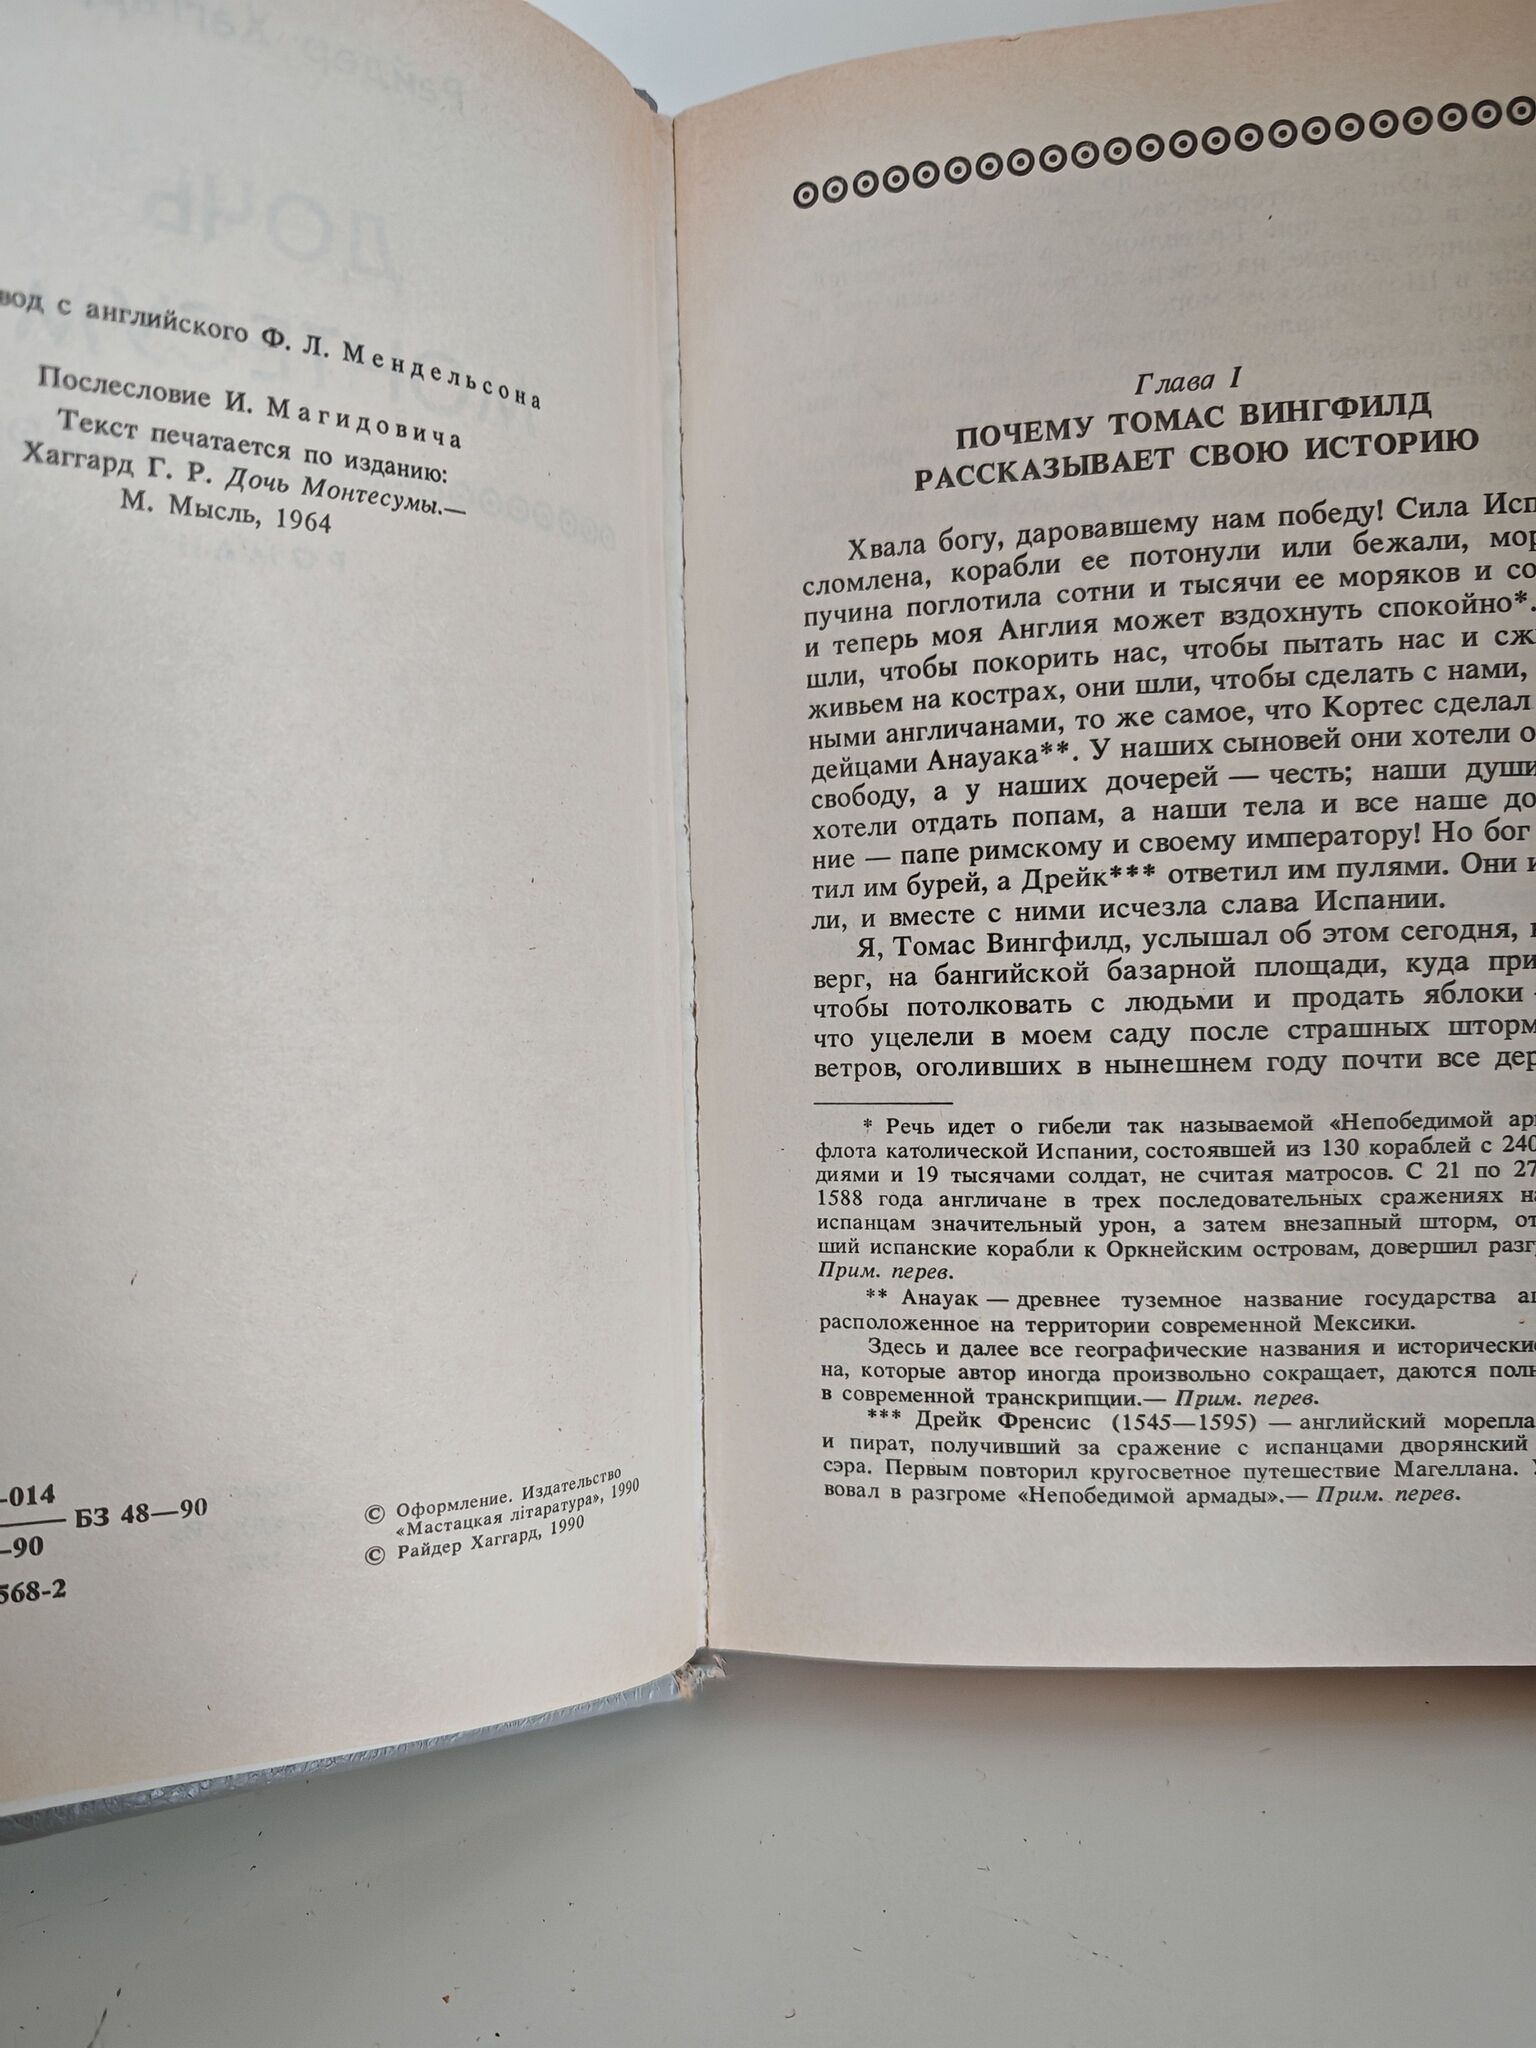 вод с английского Ф. Л. Мендельсона
Послесловие И. Магидовича
Текст печатается по изданию:
Хаггард Г. Р. Дочь Монтесумы.—
М. Мысль, 1964
-014
—90
БЗ 48—90
568-2
© Оформление. Издательство
«Мастацкая літаратура», 1990
© Райдер Хаггард, 1990
Глава I
ПОЧЕМУ ТОМАС ВИНГФИЛД
РАССКАЗЫВАЕТ СВОЮ ИСТОРИЮ
Хвала богу, даровавшему нам победу! Сила Исп
сломлена, корабли ее потонули или бежали, мор
пучина поглотила сотни и тысячи ее моряков и со
и теперь моя Англия может вздохнуть спокойно*.
шли, чтобы покорить нас, чтобы пытать нас и сж
живьем на кострах, они шли, чтобы сделать с нами,
ными англичанами, то же самое, что Кортес сделал
дейцами Анауака**. У наших сыновей они хотели о
свободу, а у наших дочерей — честь; наши души
хотели отдать попам, а наши тела и все наше до
ние — папе римскому и своему императору! Но бог
тил им бурей, а Дрейк*** ответил им пулями. Они и
ли, и вместе с ними исчезла слава Испании.
Я, Томас Вингфилд, услышал об этом сегодня,
верг, на бангийской базарной площади, куда при
чтобы потолковать с людьми и продать яблоки
что уцелели в моем саду после страшных шторм
ветров, оголивших в нынешнем году почти все дер
* Речь идет о гибели так называемой «Непобедимой ар
флота католической Испании, состоявшей из 130 кораблей с 240
диями и 19 тысячами солдат, не считая матросов. С 21 по 27
1588 года англичане в трех последовательных сражениях на
испанцам значительный урон, а затем внезапный шторм, от
ший испанские корабли к Оркнейским островам, довершил разг
Прим. перев.
** Анауак — древнее туземное название государства ац
расположенное на территории современной Мексики.
Здесь и далее все географические названия и исторические
на, которые автор иногда произвольно сокращает, даются поль
в современной транскрипции.— Прим. перев.
*** Дрейк Френсис (1545—1595) — английский морепла
и пират, получивший за сражение с испанцами дворянский
сэра. Первым повторил кругосветное путешествие Магеллана. У
вовал в разгроме «Непобедимой армады».— Прим. перев.